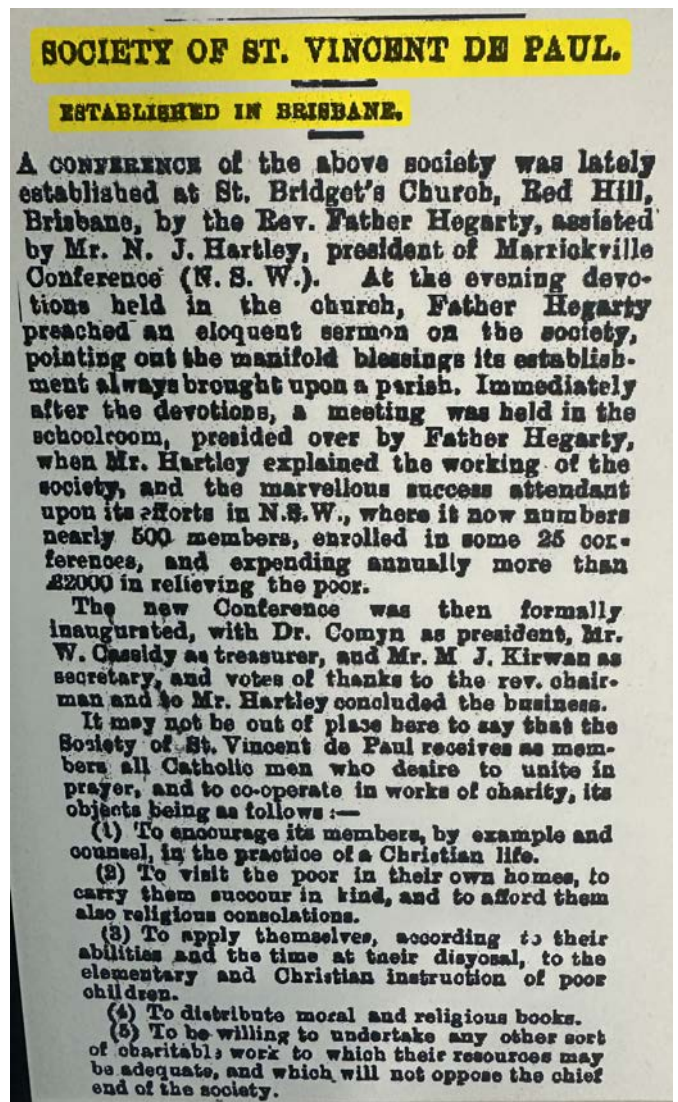 SOCIETY OF ST. VINCENT DE PAUL.
ESTABLISHED IN BRISBANE.
A CONFERENCE of the above society was lately
established at St. Bridget's Church, Red Hill,
Brisbane, by the Rev. Father Hegarty, assisted
by Mr. N. J. Hartley, president of Marrickville
Conference (N. S. W.). At the evening devo-
tions held in the church, Father Hegarty
preached an eloquent sermon on the society,
pointing out the manifold blessings its establish-
ment always brought upon a parish. Immediately
after the devotions, a meeting was held in the
schoolroom, presided over by Father Hegarty,
when Mr. Hartley explained the working of the
society, and the marvellous success attendant
upon its efforts in N.S.W., where it now numbers
nearly 500 members, enrolled in some 25 con-
ferences, and expending annually more than
£2000 in relieving the poor.
The new Conference was then formally
inaugurated, with Dr. Comyn as president, Mr.
W. Cassidy as treasurer, and Mr. M J. Kirwan as
secretary, and votes of thanks to the rev. chair-
man and to Mr. Hartley concluded the business.
It may not be out of place here to say that the
Society of St. Vincent de Paul receives as mem-
bers all Catholic men who desire to unite in
prayer, and to co-operate in works of charity, its
objects being as follows :—
(1) To encourage its members, by example and
counsel, in the practice of a Christian life.
(2) To visit the poor in their own homes, to
carry them succour in kind, and to afford them
also religious consolations.
(3) To apply themselves, according to their
abilities and the time at their disposal, to the
elementary and Christian instruction of poor
children.
(4) To distribute moral and religious books.
(5) To be willing to undertake any other sort
of charitable work to which their resources may
be adequate, and which will not oppose the chief
end of the society.